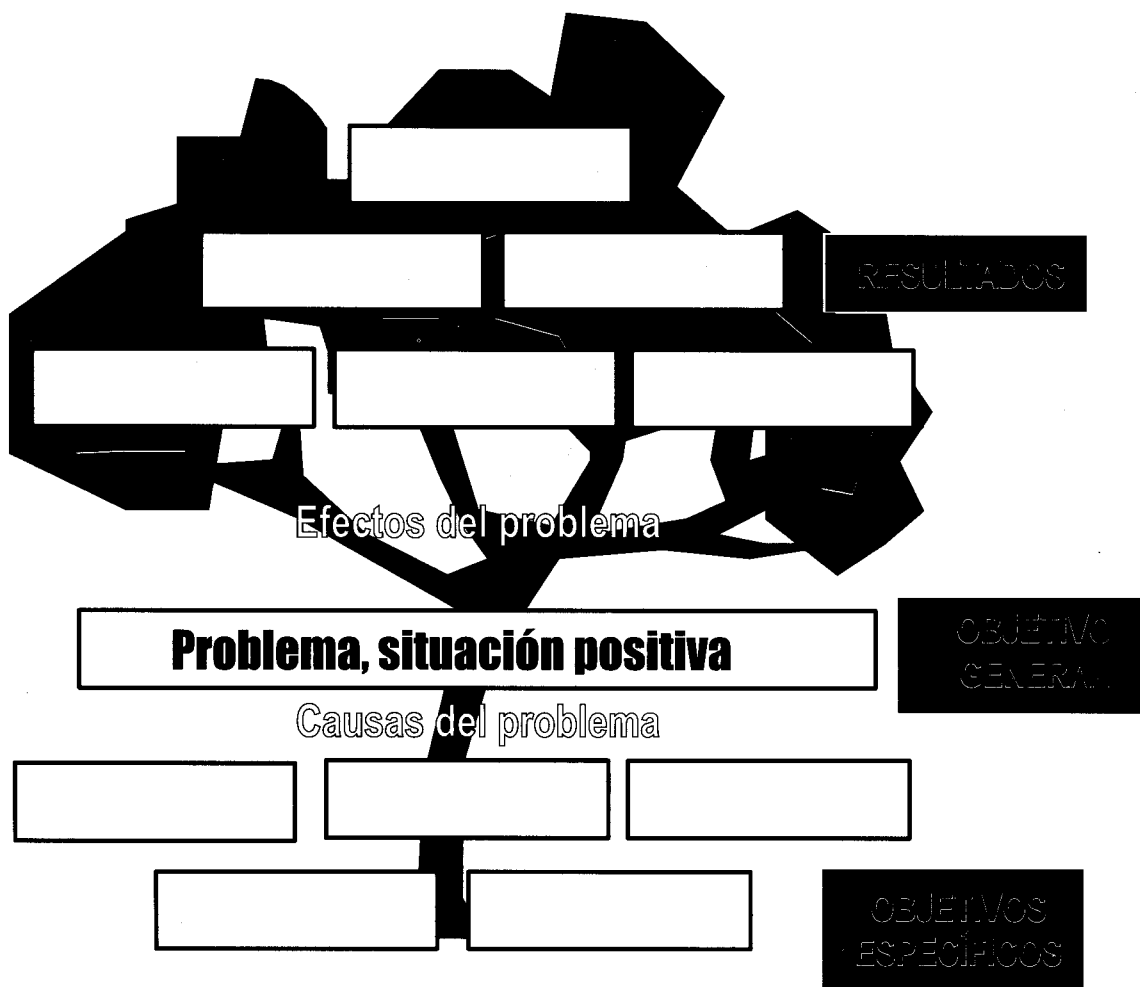 RESULTADOS
Efectos del problema
Problema, situación positiva
OBJETIVO
GENERAL
Causas del problema
OBJETIVOS
ESPECÍFICOS